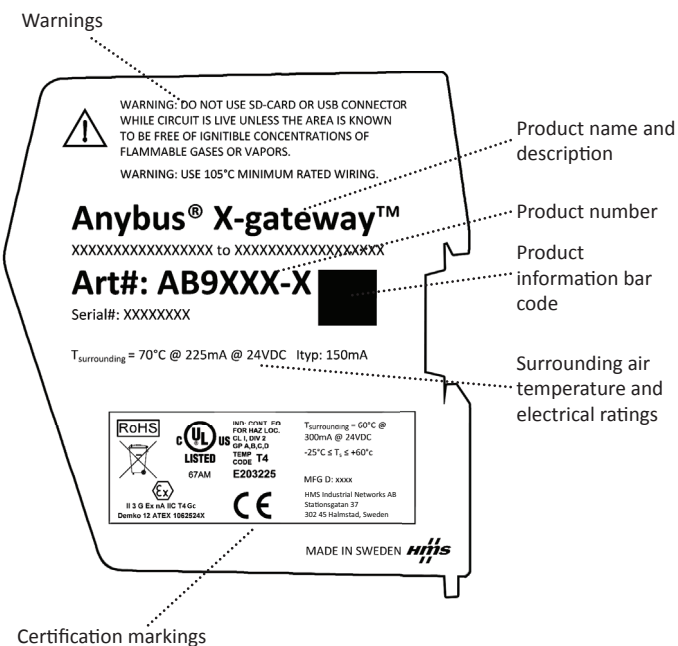 Warnings
WARNING: DO NOT USE SD-CARD OR USB CONNECTOR
WHILE CIRCUIT IS LIVE UNLESS THE AREA IS KNOWN
TO BE FREE OF IGNITIBLE CONCENTRATIONS OF
FLAMMABLE GASES OR VAPORS.
WARNING: USE 105°C MINIMUM RATED WIRING.
Product name and
description
Anybus® X-gateway™
XXXXXXXXXXXXXXXXX to XXXXXXXXXXXXXXXXXX
Product number
Art#: AB9XXX-X
Product
information bar
code
Serial#: XXXXXXXX
Tsurrounding = 70°C @ 225mA @ 24VDC Ityp: 150mA
Surrounding air
temperature and
electrical ratings
RoHS
C UL US
LISTED
67AM
IND. CONT. EQ
FOR HAZ LOC.
CL I, DIV 2
GP A,B,C,D
TEMP
CODE T4
E203225
Ex
II 3 G Ex nA IIC T4 Gc
Demko 12 ATEX 1062524X
CE
Tsurrounding = 60°C @
300mA @ 24VDC
-25°C ≤ Ts ≤ +60°c
MFG D: xxxx
HMS Industrial Networks AB
Stationsgatan 37
302 45 Halmstad, Sweden
MADE IN SWEDEN HMS
Certification markings